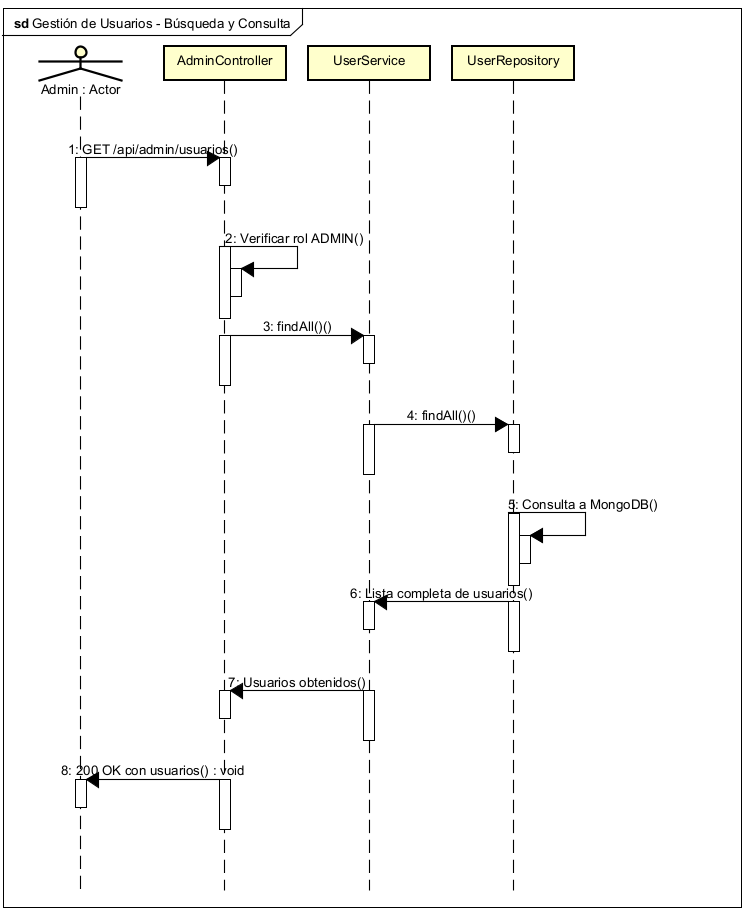 sd Gestión de Usuarios - Búsqueda y Consulta
Admin : Actor
AdminController
UserService
UserRepository
1: GET /api/admin/usuarios()
2: Verificar rol ADMIN()
3: findAll()()
4: findAll()()
5: Consulta a MongoDB()
6: Lista completa de usuarios()
7: Usuarios obtenidos()
8: 200 OK con usuarios() : void